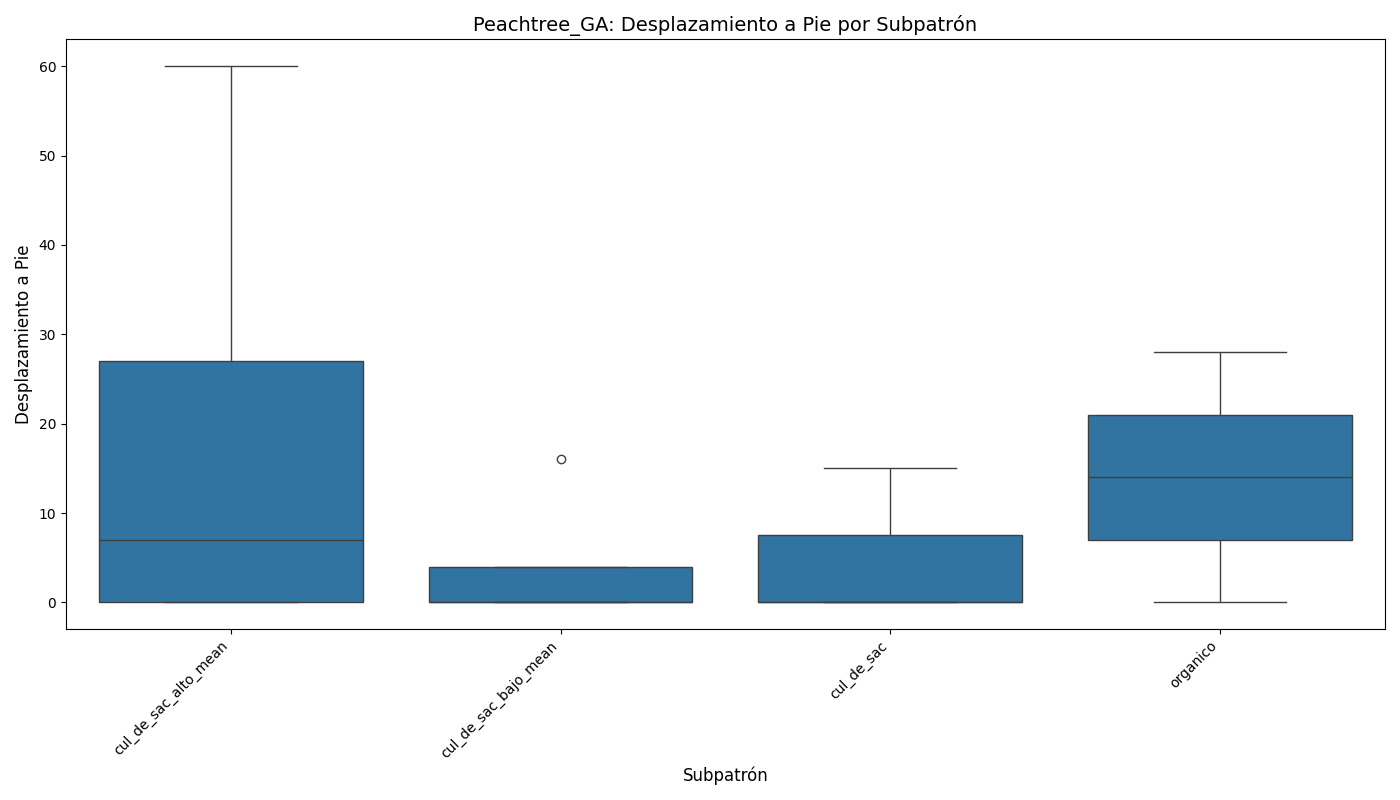 Peachtree_GA: Desplazamiento a Pie por Subpatrón
Desplazamiento a Pie
60
50
40
30
20
10
0
cul_de_sac_alto_mean
cul_de_sac_bajo_mean
cul_de_sac
organico
Subpatrón